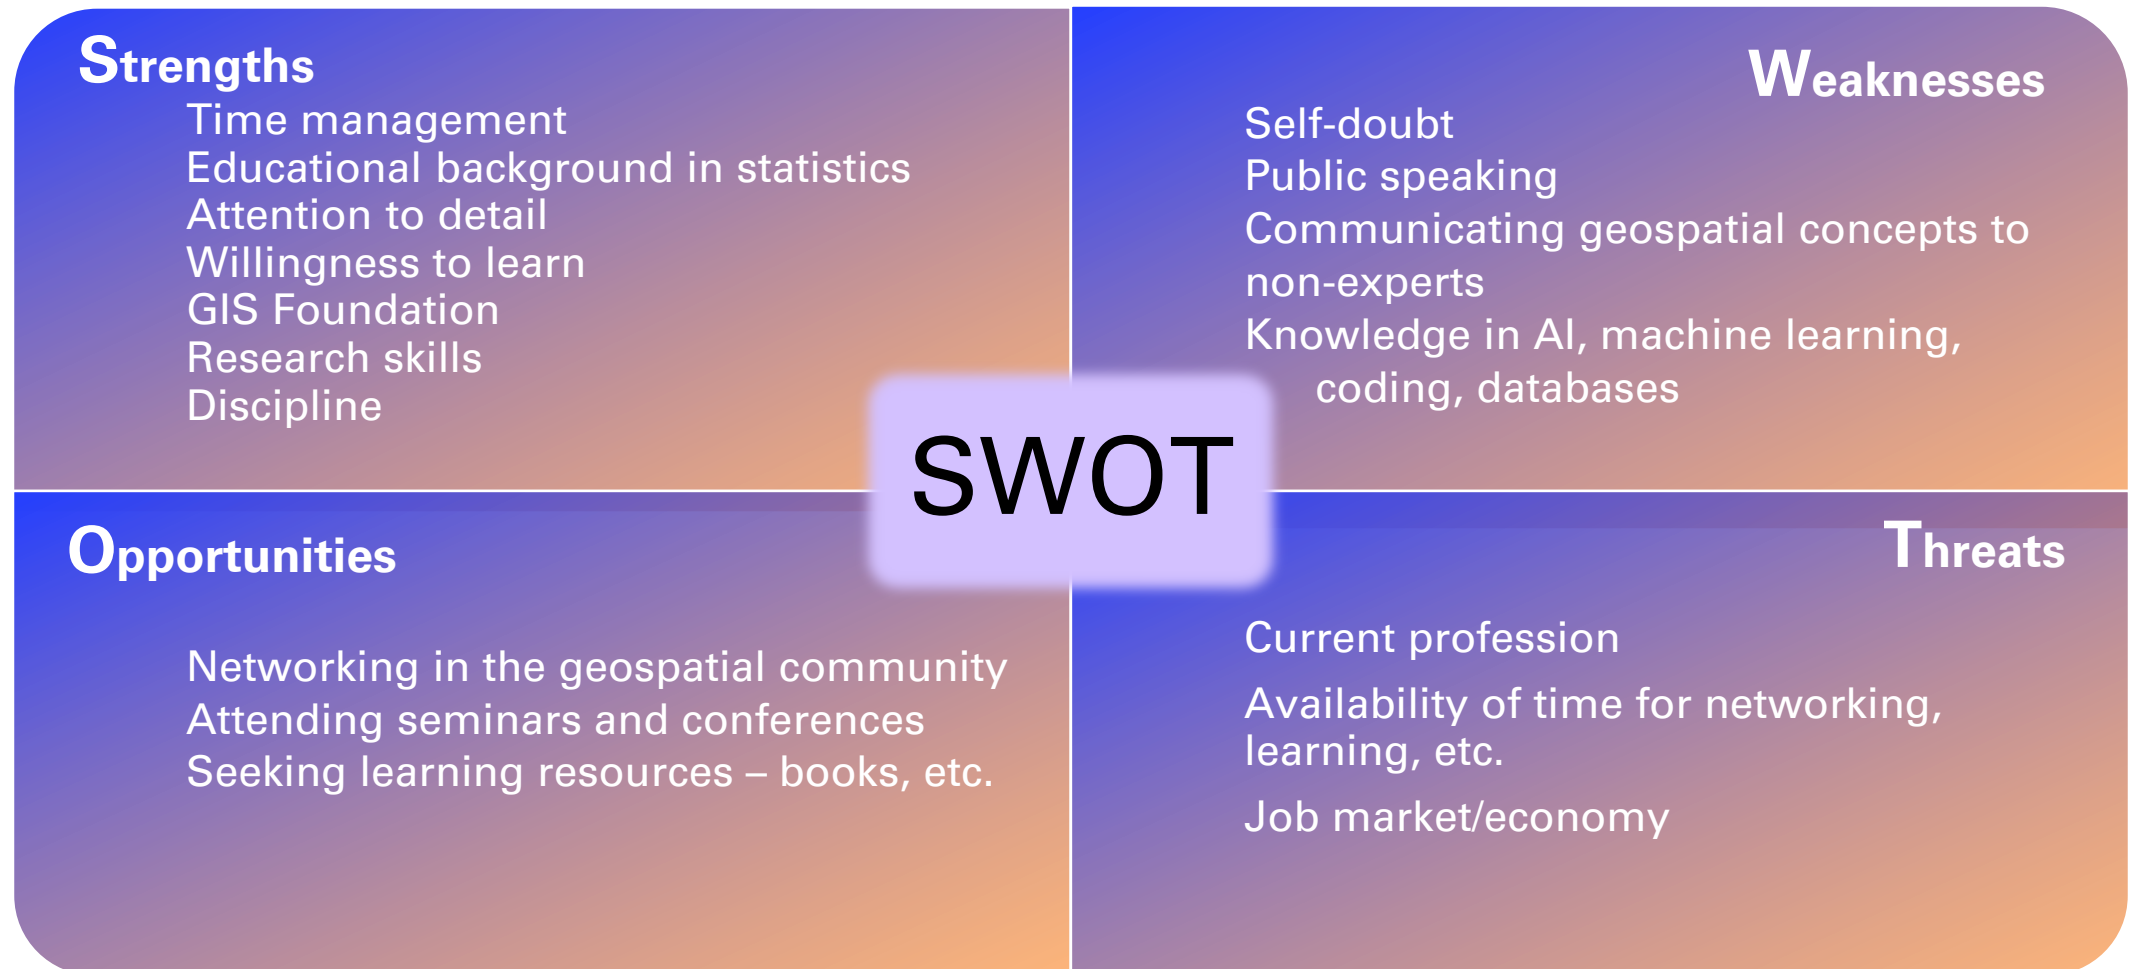 Strengths
Time management
Educational background in statistics
Attention to detail
Willingness to learn
GIS Foundation
Research skills
Discipline
Weaknesses
Self-doubt
Public speaking
Communicating geospatial concepts to
non-experts
Knowledge in AI, machine learning,
coding, databases
SWOT
Opportunities
Networking in the geospatial community
Attending seminars and conferences
Seeking learning resources – books, etc.
Threats
Current profession
Availability of time for networking,
learning, etc.
Job market/economy